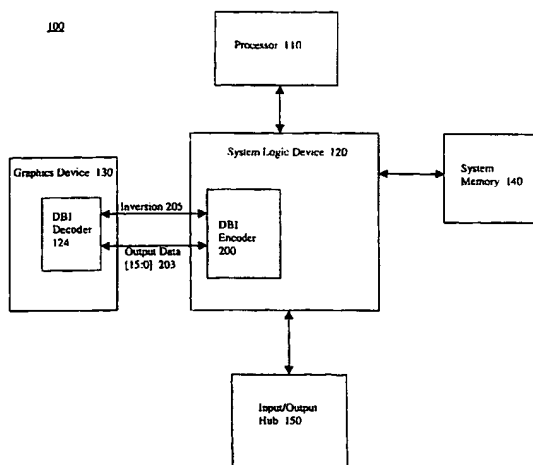 100
Processor 110
System Logic Device 120
System
Memory 140
Graphics Device 130
Inversion 205
DBI
Decoder
124
DBI
Encoder
200
Output Data
[15:0] 203
Input/Output
Hub 150